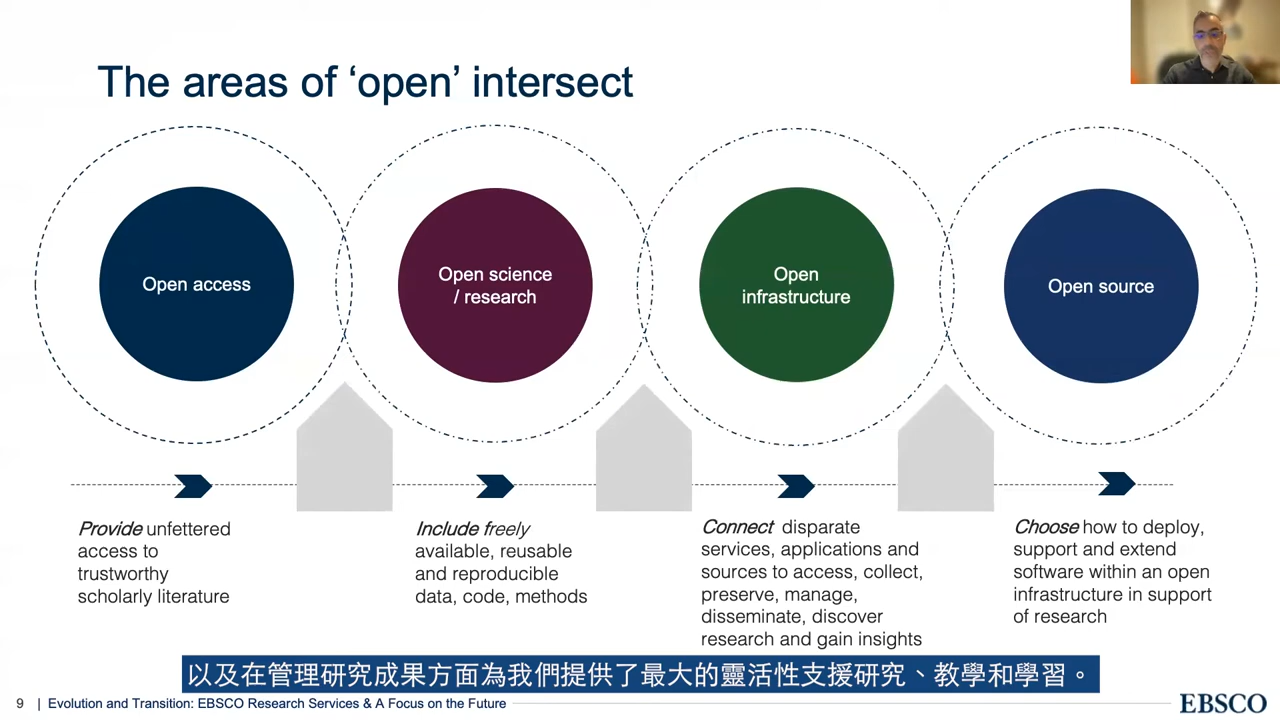 The areas of ‘open’ intersect
Open access
Open science
/ research
Open
infrastructure
Open source
Provide unfettered
access to
trustworthy
scholarly literature
Include freely
available, reusable
and reproducible
data, code, methods
Connect disparate
services, applications and
sources to access, collect,
preserve, manage,
disseminate, discover
research and gain insights
Choose how to deploy,
support and extend
software within an open
infrastructure in support
of research
以及在管理研究成果方面為我們提供了最大的靈活性支援研究、教學和學習。
9 | Evolution and Transition: EBSCO Research Services & A Focus on the Future
EBSCO